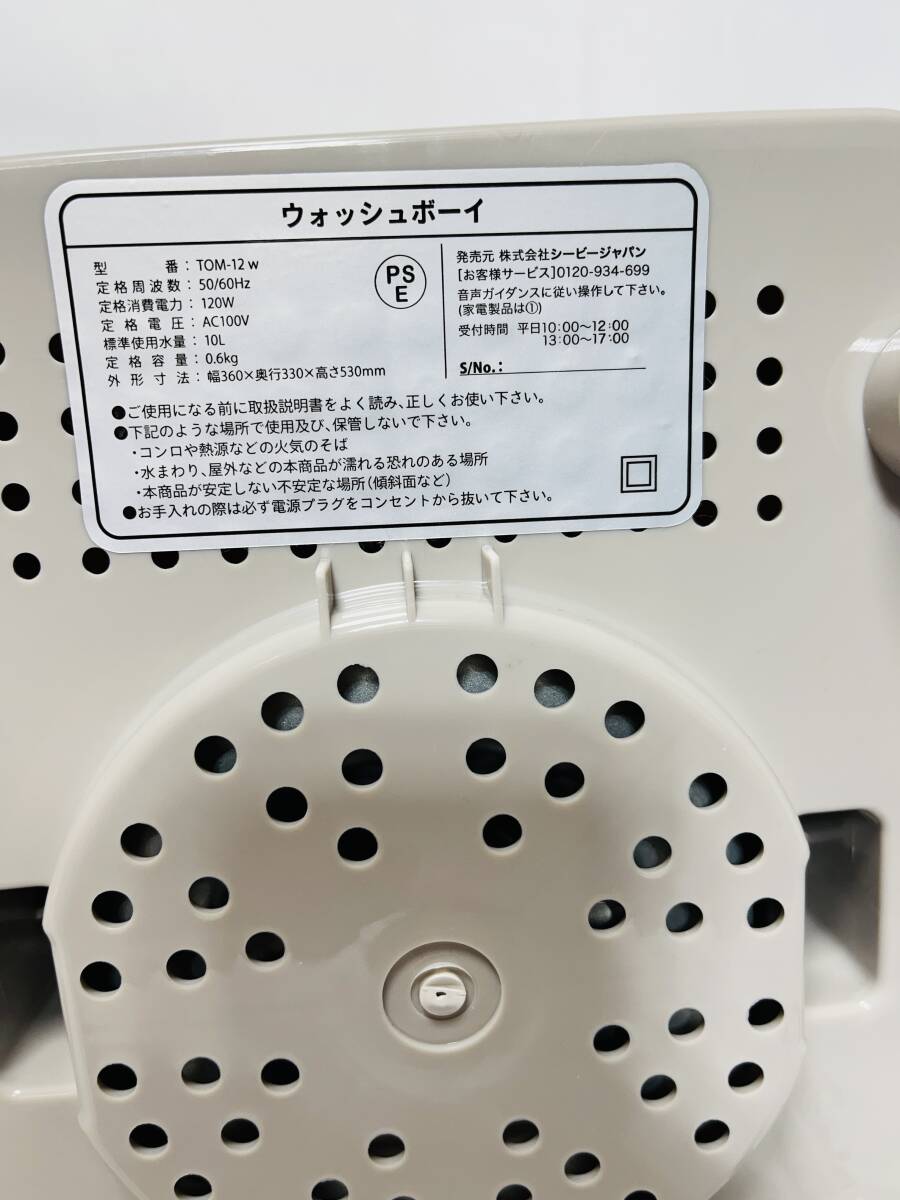 ウォッシュボーイ
型番：TOM-12 w
定格周波数：50/60Hz
定格消費電力：120W
定格電圧：AC100V
標準使用水量：10L
定格容量：0.6kg
外形寸法：幅360×奥行330×高さ530mm
PS
E
発売元 株式会社シービージャパン
[お客様サービス]0120-934-699
音声ガイダンスに従い操作して下さい。
(家電製品は①)
受付時間 平日10：00～12：00
13：00～17：00
S/No.：
●ご使用になる前に取扱説明書をよく読み、正しくお使い下さい。
●下記のような場所で使用及び、保管しないで下さい。
・コンロや熱源などの火気のそば
・水まわり、屋外などの本商品が濡れる恐れのある場所
・本商品が安定しない不安定な場所（傾斜面など）
●お手入れの際は必ず電源プラグをコンセントから抜いて下さい。